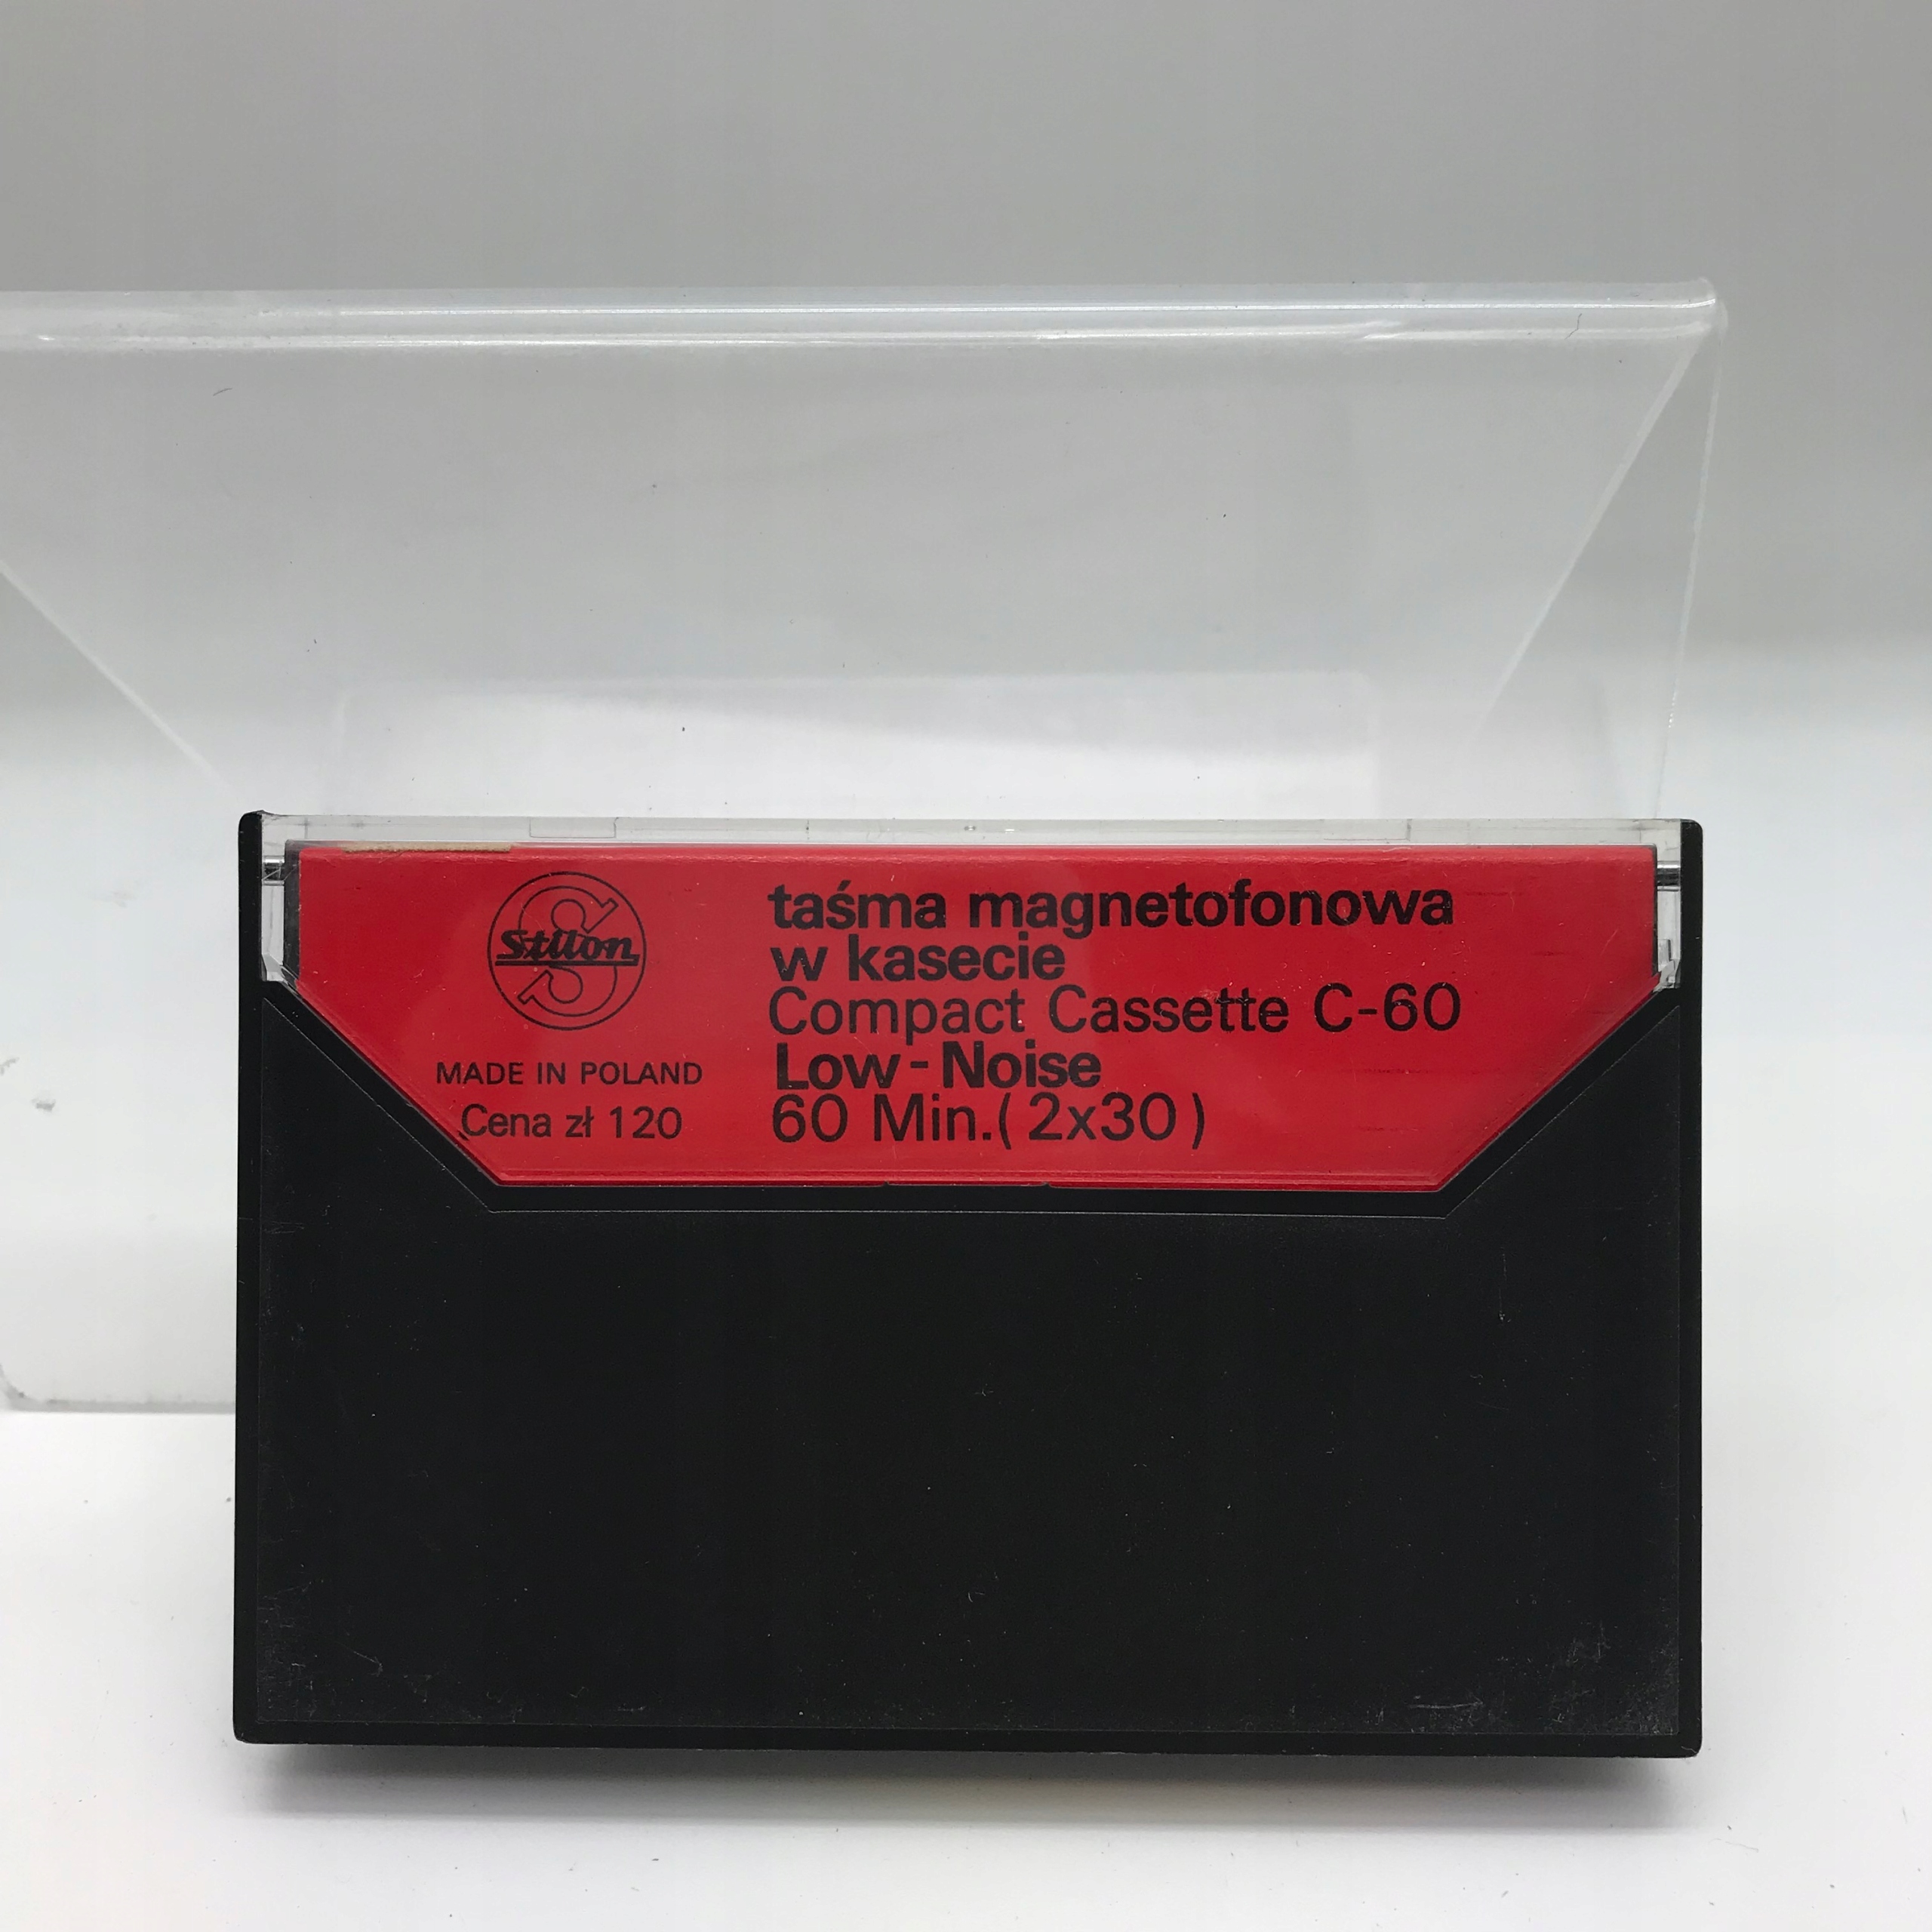 Stilon
MADE IN POLAND
Cena zł 120
taśma magnetofonowa
w kasecie
Compact Cassette C-60
Low-Noise
60 Min.(2x30)